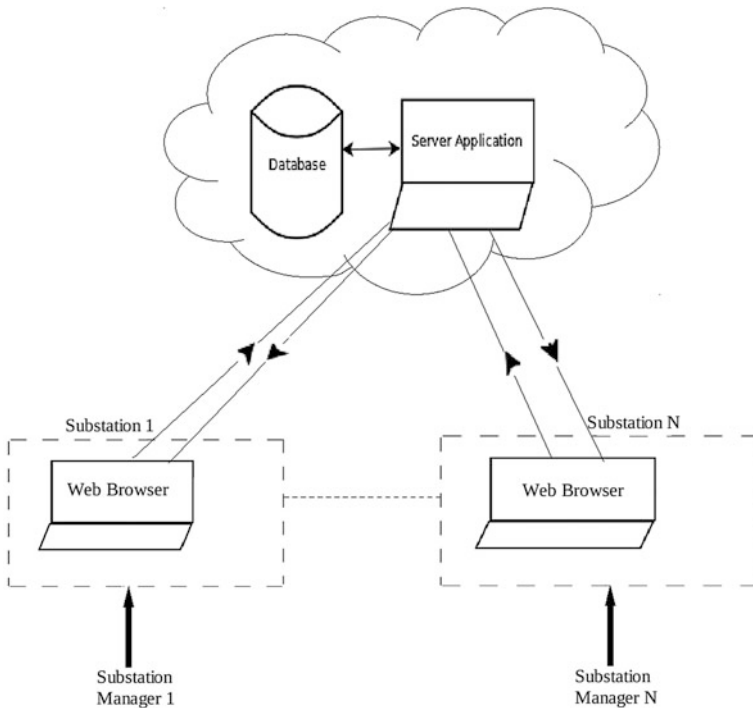 Server Application
Database
Substation 1
Substation N
Web Browser
Web Browser
Substation
Manager 1
Substation
Manager N